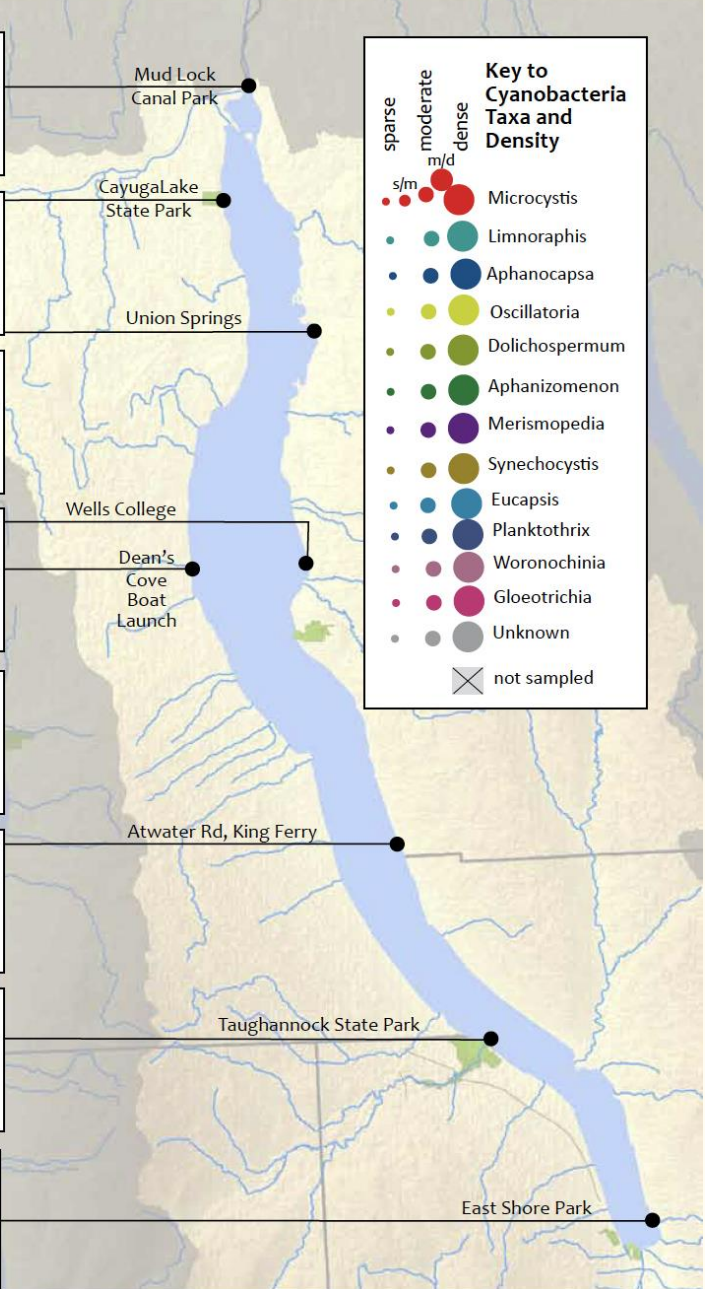 Mud Lock
Canal Park
CayugaLake
State Park
Union Springs
Wells College
Dean's
Cove
Boat
Launch
Atwater Rd, King Ferry
Taughannock State Park
East Shore Park
Key to
Cyanobacteria
Taxa and
Density
sparse
moderate
dense
s/m
m/d
Microcystis
Limnoraphis
Aphanocapsa
Oscillatoria
Dolichospermum
Aphanizomenon
Merismopedia
Synechocystis
Eucapsis
Planktothrix
Woronochinia
Gloeotrichia
Unknown
not sampled